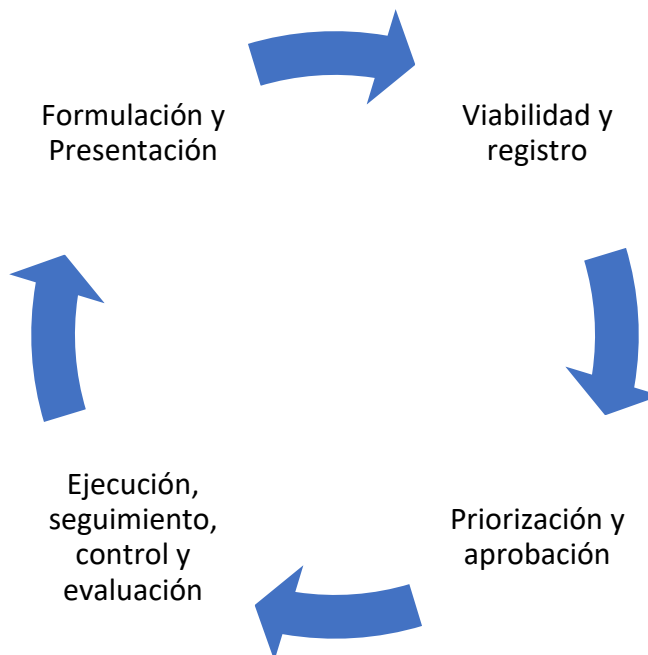 Formulación y
Presentación
Viabilidad y
registro
Priorización y
aprobación
Ejecución,
seguimiento,
control y
evaluación